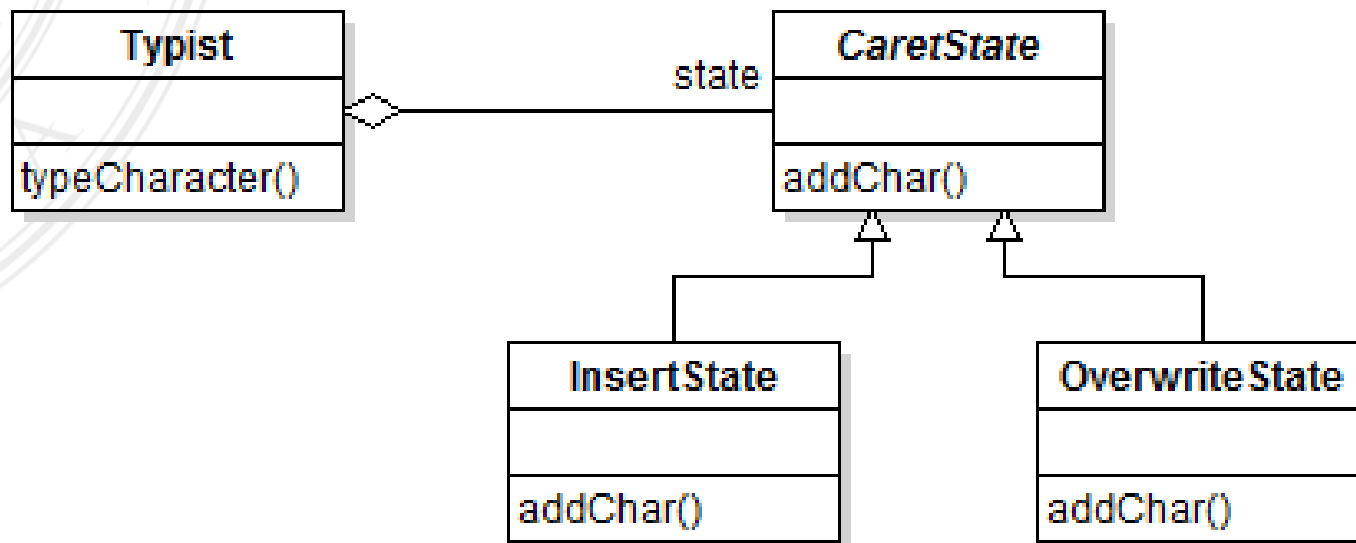 Typist
typeCharacter()
state
CaretState
addChar()
InsertState
addChar()
OverwriteState
addChar()